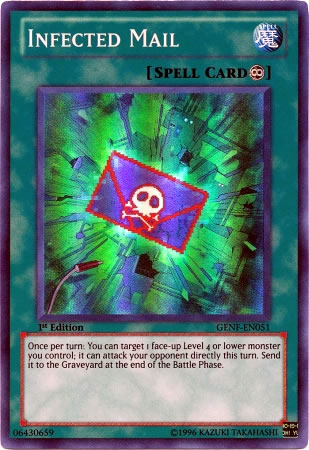 INFECTED MAIL
SPELL
魔
[SPELL CARD]
1st Edition
GENF-EN051
Once per turn: You can target 1 face-up Level 4 or lower monster
you control; it can attack your opponent directly this turn. Send
it to the Graveyard at the end of the Battle Phase.
06430659
©1996 KAZUKI TAKAHASHI